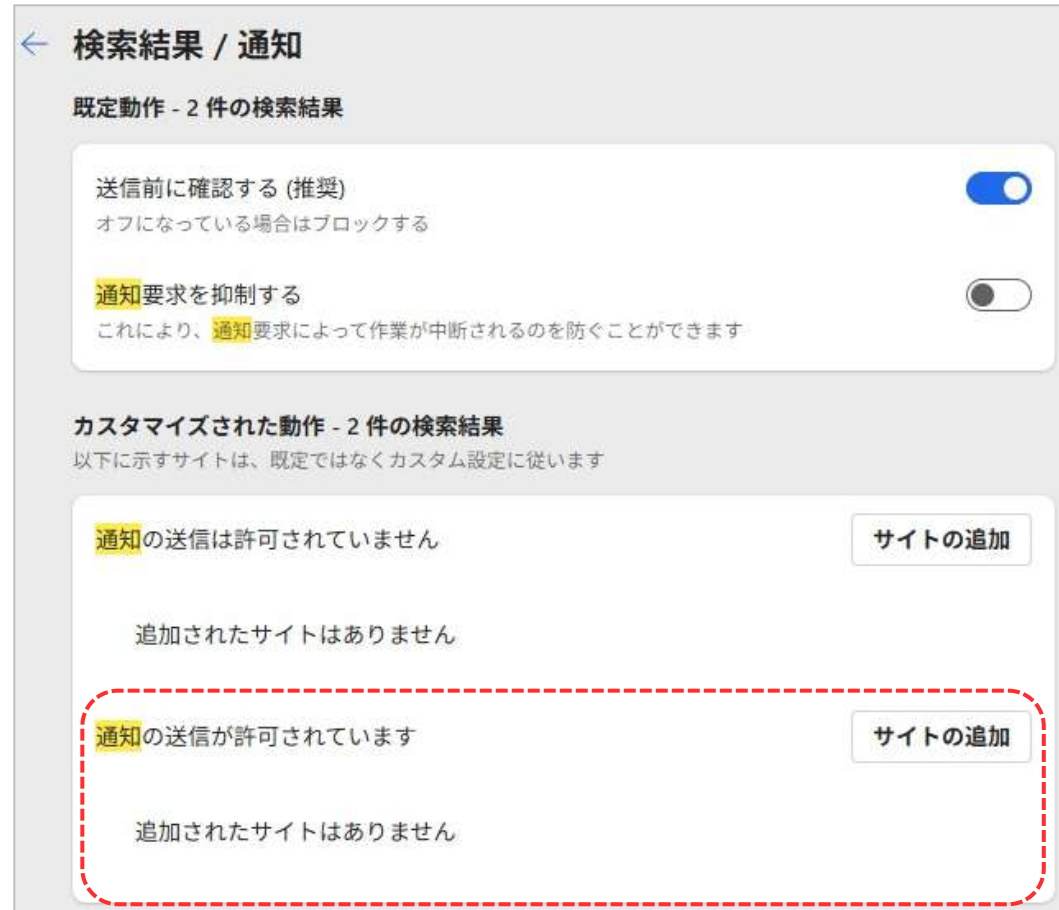 検索結果 / 通知
既定動作 - 2 件の検索結果
送信前に確認する (推奨)
オフになっている場合はブロックする
通知要求を抑制する
これにより、通知要求によって作業が中断されるのを防ぐことができます
カスタマイズされた動作 - 2 件の検索結果
以下に示すサイトは、既定ではなくカスタム設定に従います
通知の送信は許可されていません サイトの追加
追加されたサイトはありません
通知の送信が許可されています サイトの追加
追加されたサイトはありません